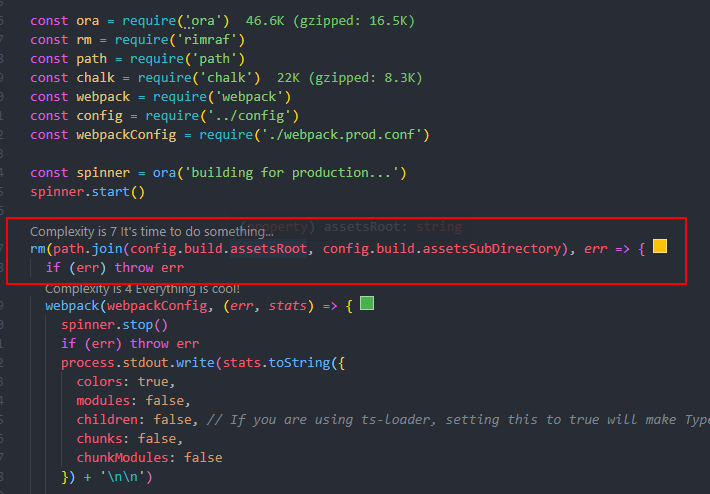 const ora = require('ora')  46.6K (gzipped: 16.5K)
const rm = require('rimraf')
const path = require('path')
const chalk = require('chalk')  22K (gzipped: 8.3K)
const webpack = require('webpack')
const config = require('../config')
const webpackConfig = require('./webpack.prod.conf')
const spinner = ora('building for production...')
spinner.start()
(property) assetsRoot: string
Complexity is 7 It's time to do something...
rm(path.join(config.build.assetsRoot, config.build.assetsSubDirectory), err => {
if (err) throw err
Complexity is 4 Everything is cool!
webpack(webpackConfig, (err, stats) => {
spinner.stop()
if (err) throw err
process.stdout.write(stats.toString({
colors: true,
modules: false,
children: false, // If you are using ts-loader, setting this to true will make Type
chunks: false,
chunkModules: false
}) + '\n\n')